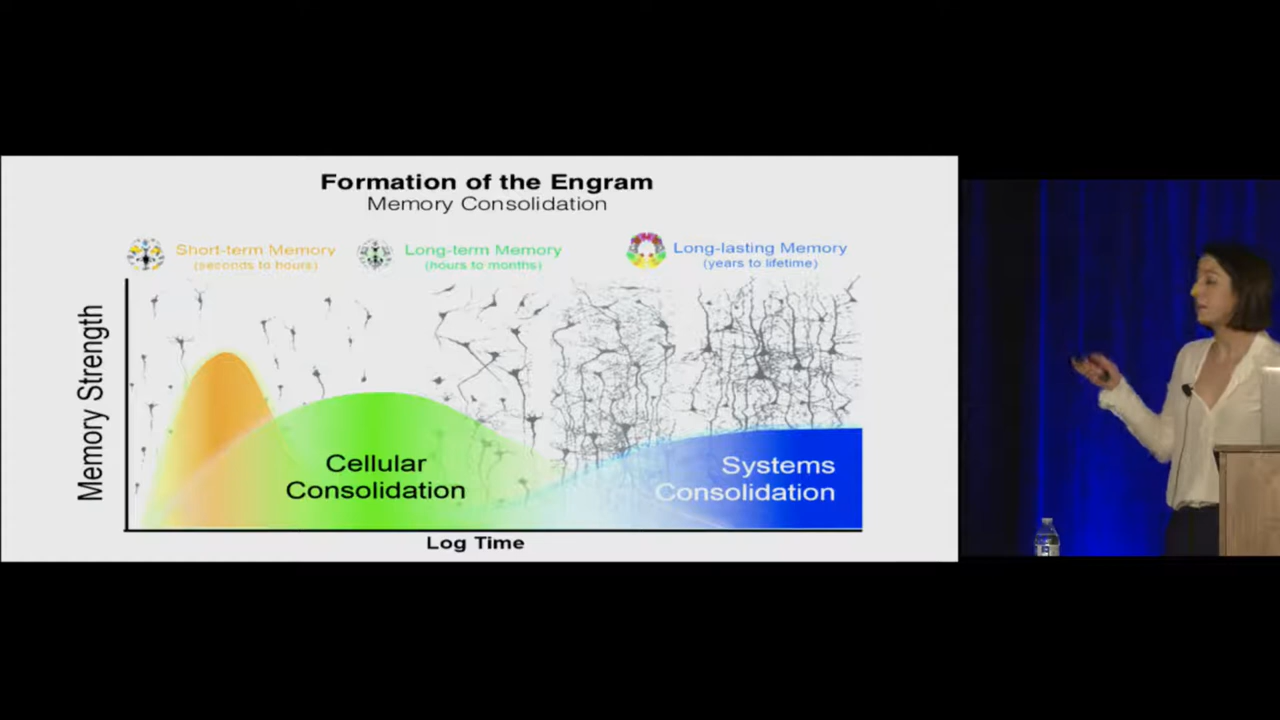 Formation of the Engram
Memory Consolidation
Short-term Memory
(seconds to hours)
Long-term Memory
(hours to months)
Long-lasting Memory
(years to lifetime)
Memory Strength
Cellular
Consolidation
Systems
Consolidation
Log Time